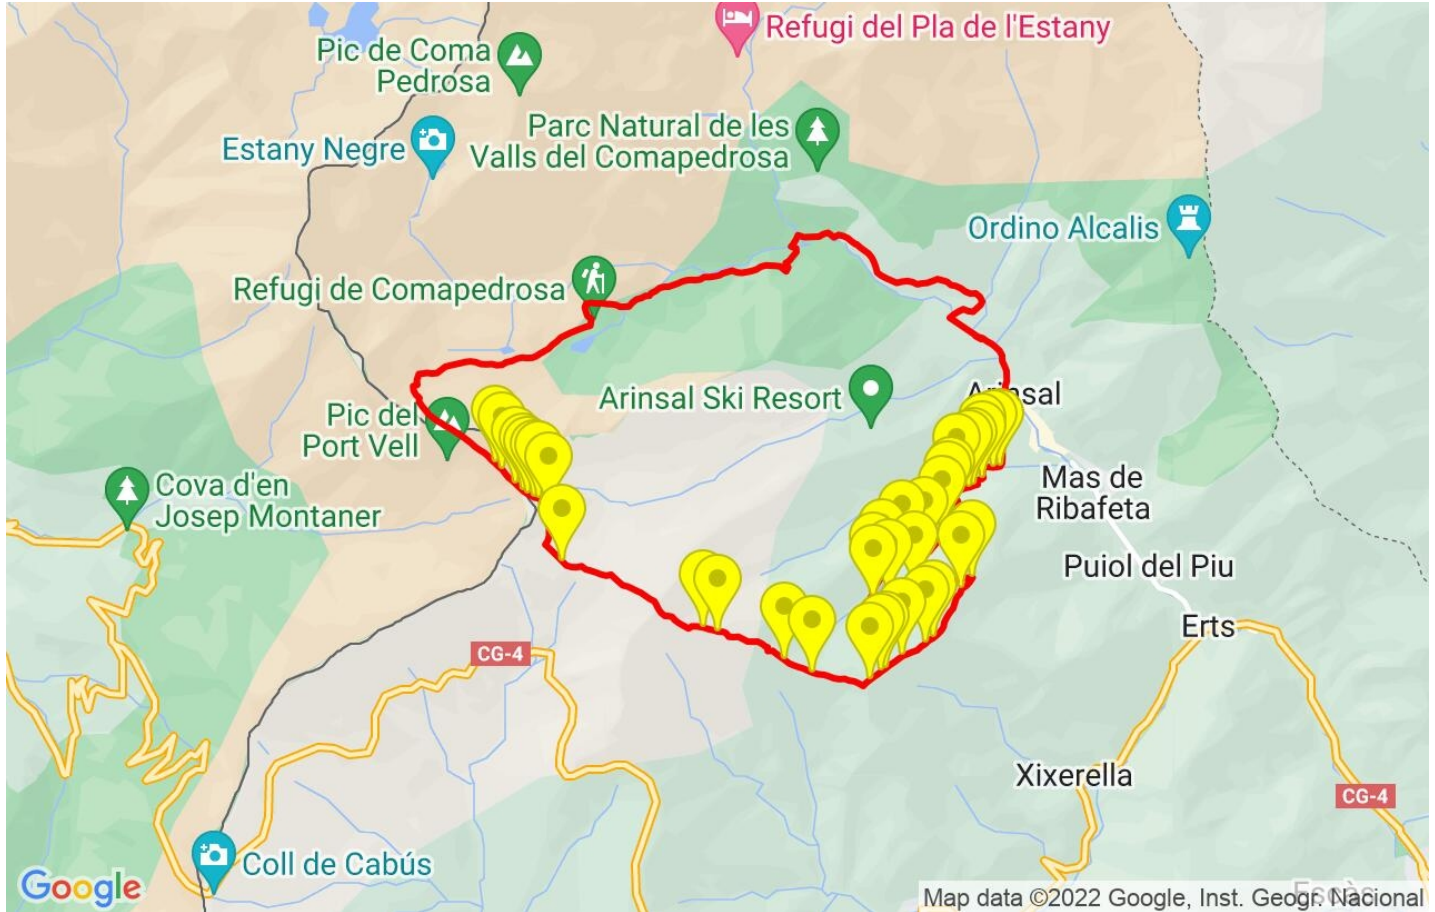 Refugi del Pla de l'Estany
Pic de Coma
Pedrosa
Parc Natural de les
Valls del Comapedrosa
Estany Negre
Ordino Alcalis
Refugi de Comapedrosa
Arinsal Ski Resort
Arinsal
Pic del
Port Vell
Cova d'en
Josep Montaner
Mas de
Ribafeta
Puiol del Piu
Erts
CG-4
Xixerella
CG-4
Coll de Cabús
Google
Escàs
Map data ©2022 Google, Inst. Geogr. Nacional